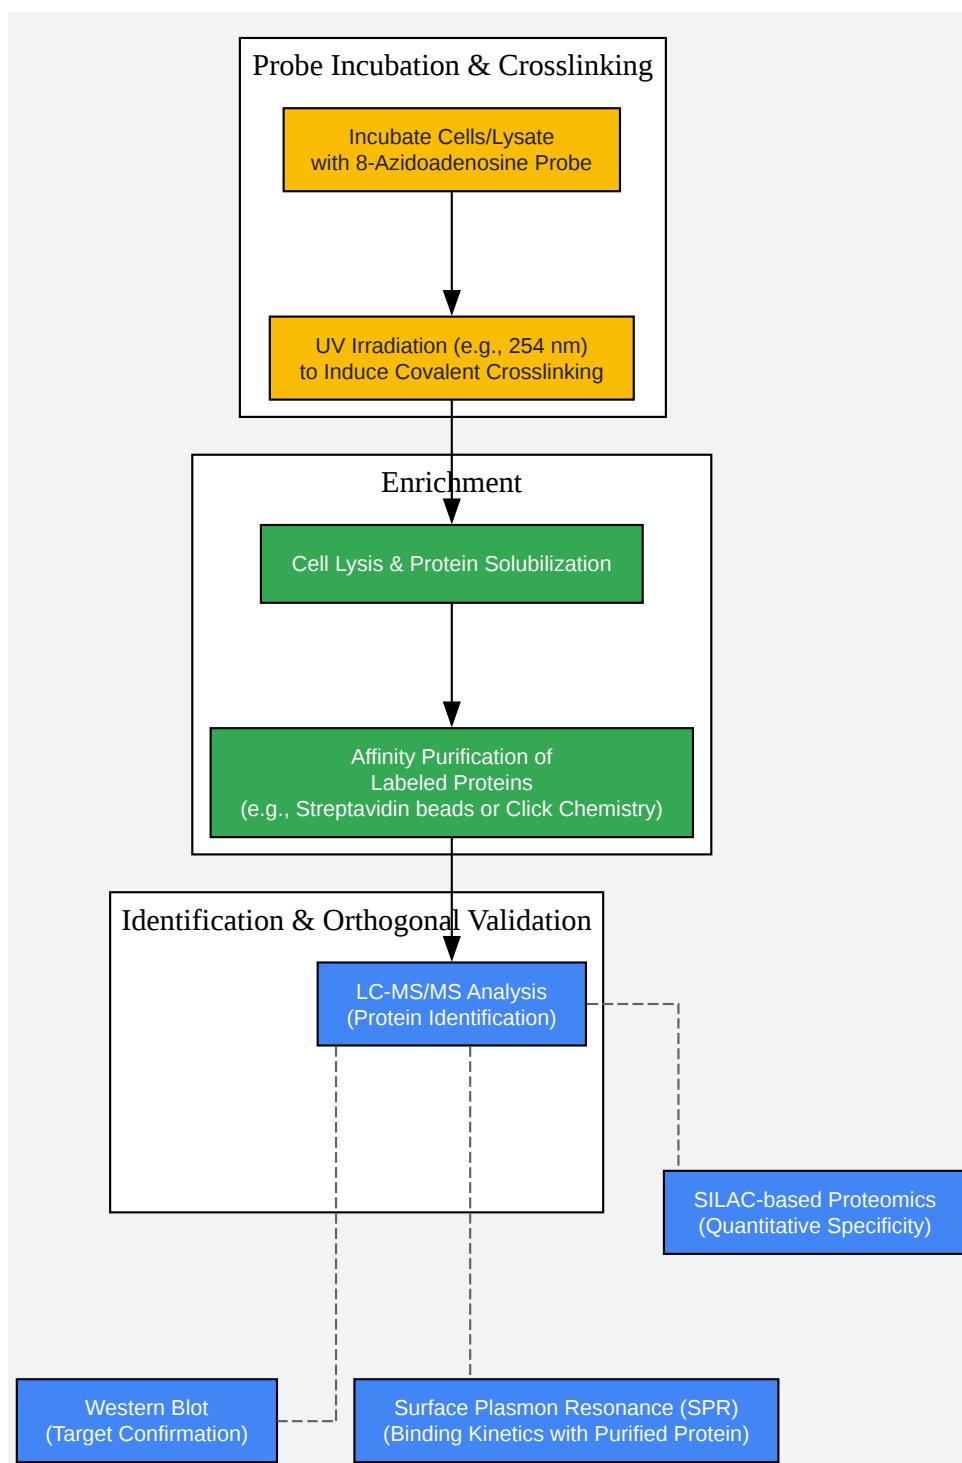 Probe Incubation & Crosslinking
Incubate Cells/Lysate
with 8-Azidoadenosine Probe
UV Irradiation (e.g., 254 nm)
to Induce Covalent Crosslinking
Enrichment
Cell Lysis & Protein Solubilization
Affinity Purification of
Labeled Proteins
(e.g., Streptavidin beads or Click Chemistry)
Identification & Orthogonal Validation
LC-MS/MS Analysis
(Protein Identification)
SILAC-based Proteomics
(Quantitative Specificity)
Western Blot
(Target Confirmation)
Surface Plasmon Resonance (SPR)
(Binding Kinetics with Purified Protein)